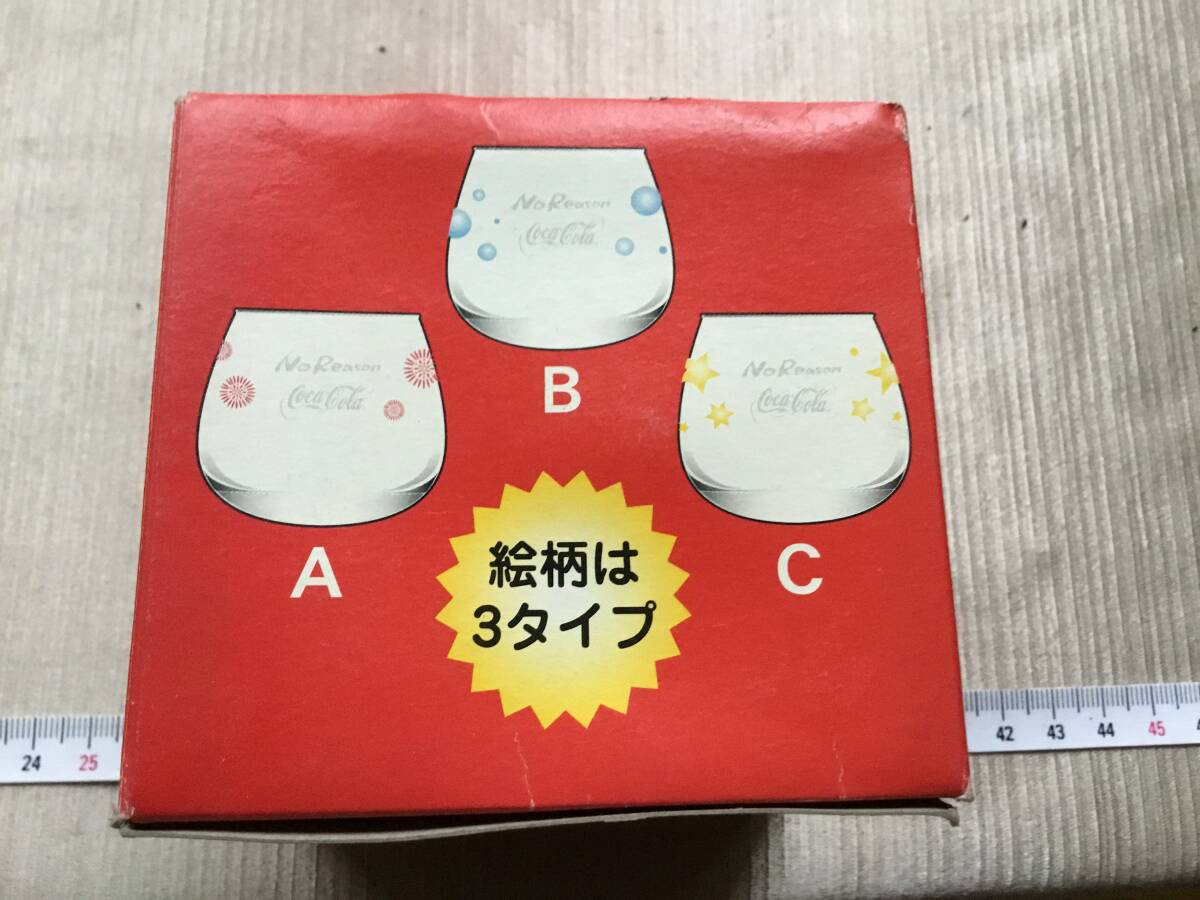 No Reason
Coca-Cola
B
No Reason
Coca-Cola
A
No Reason
Coca-Cola
C
絵柄は
3タイプ
24 25
42 43 44 45